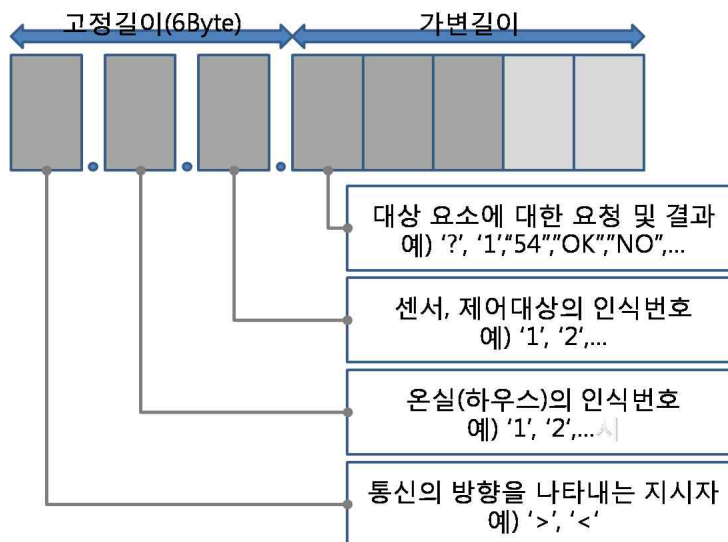 고정길이(6Byte) 가변길이
대상 요소에 대한 요청 및 결과
예) ‘?’, ‘1’,“54”,”OK”,”NO”,...
센서, 제어대상의 인식번호
예) ‘1’, ‘2‘,...
온실(하우스)의 인식번호
예) ‘1’, ‘2‘,...시
통신의 방향을 나타내는 지시자
예) ‘>’, ‘<‘